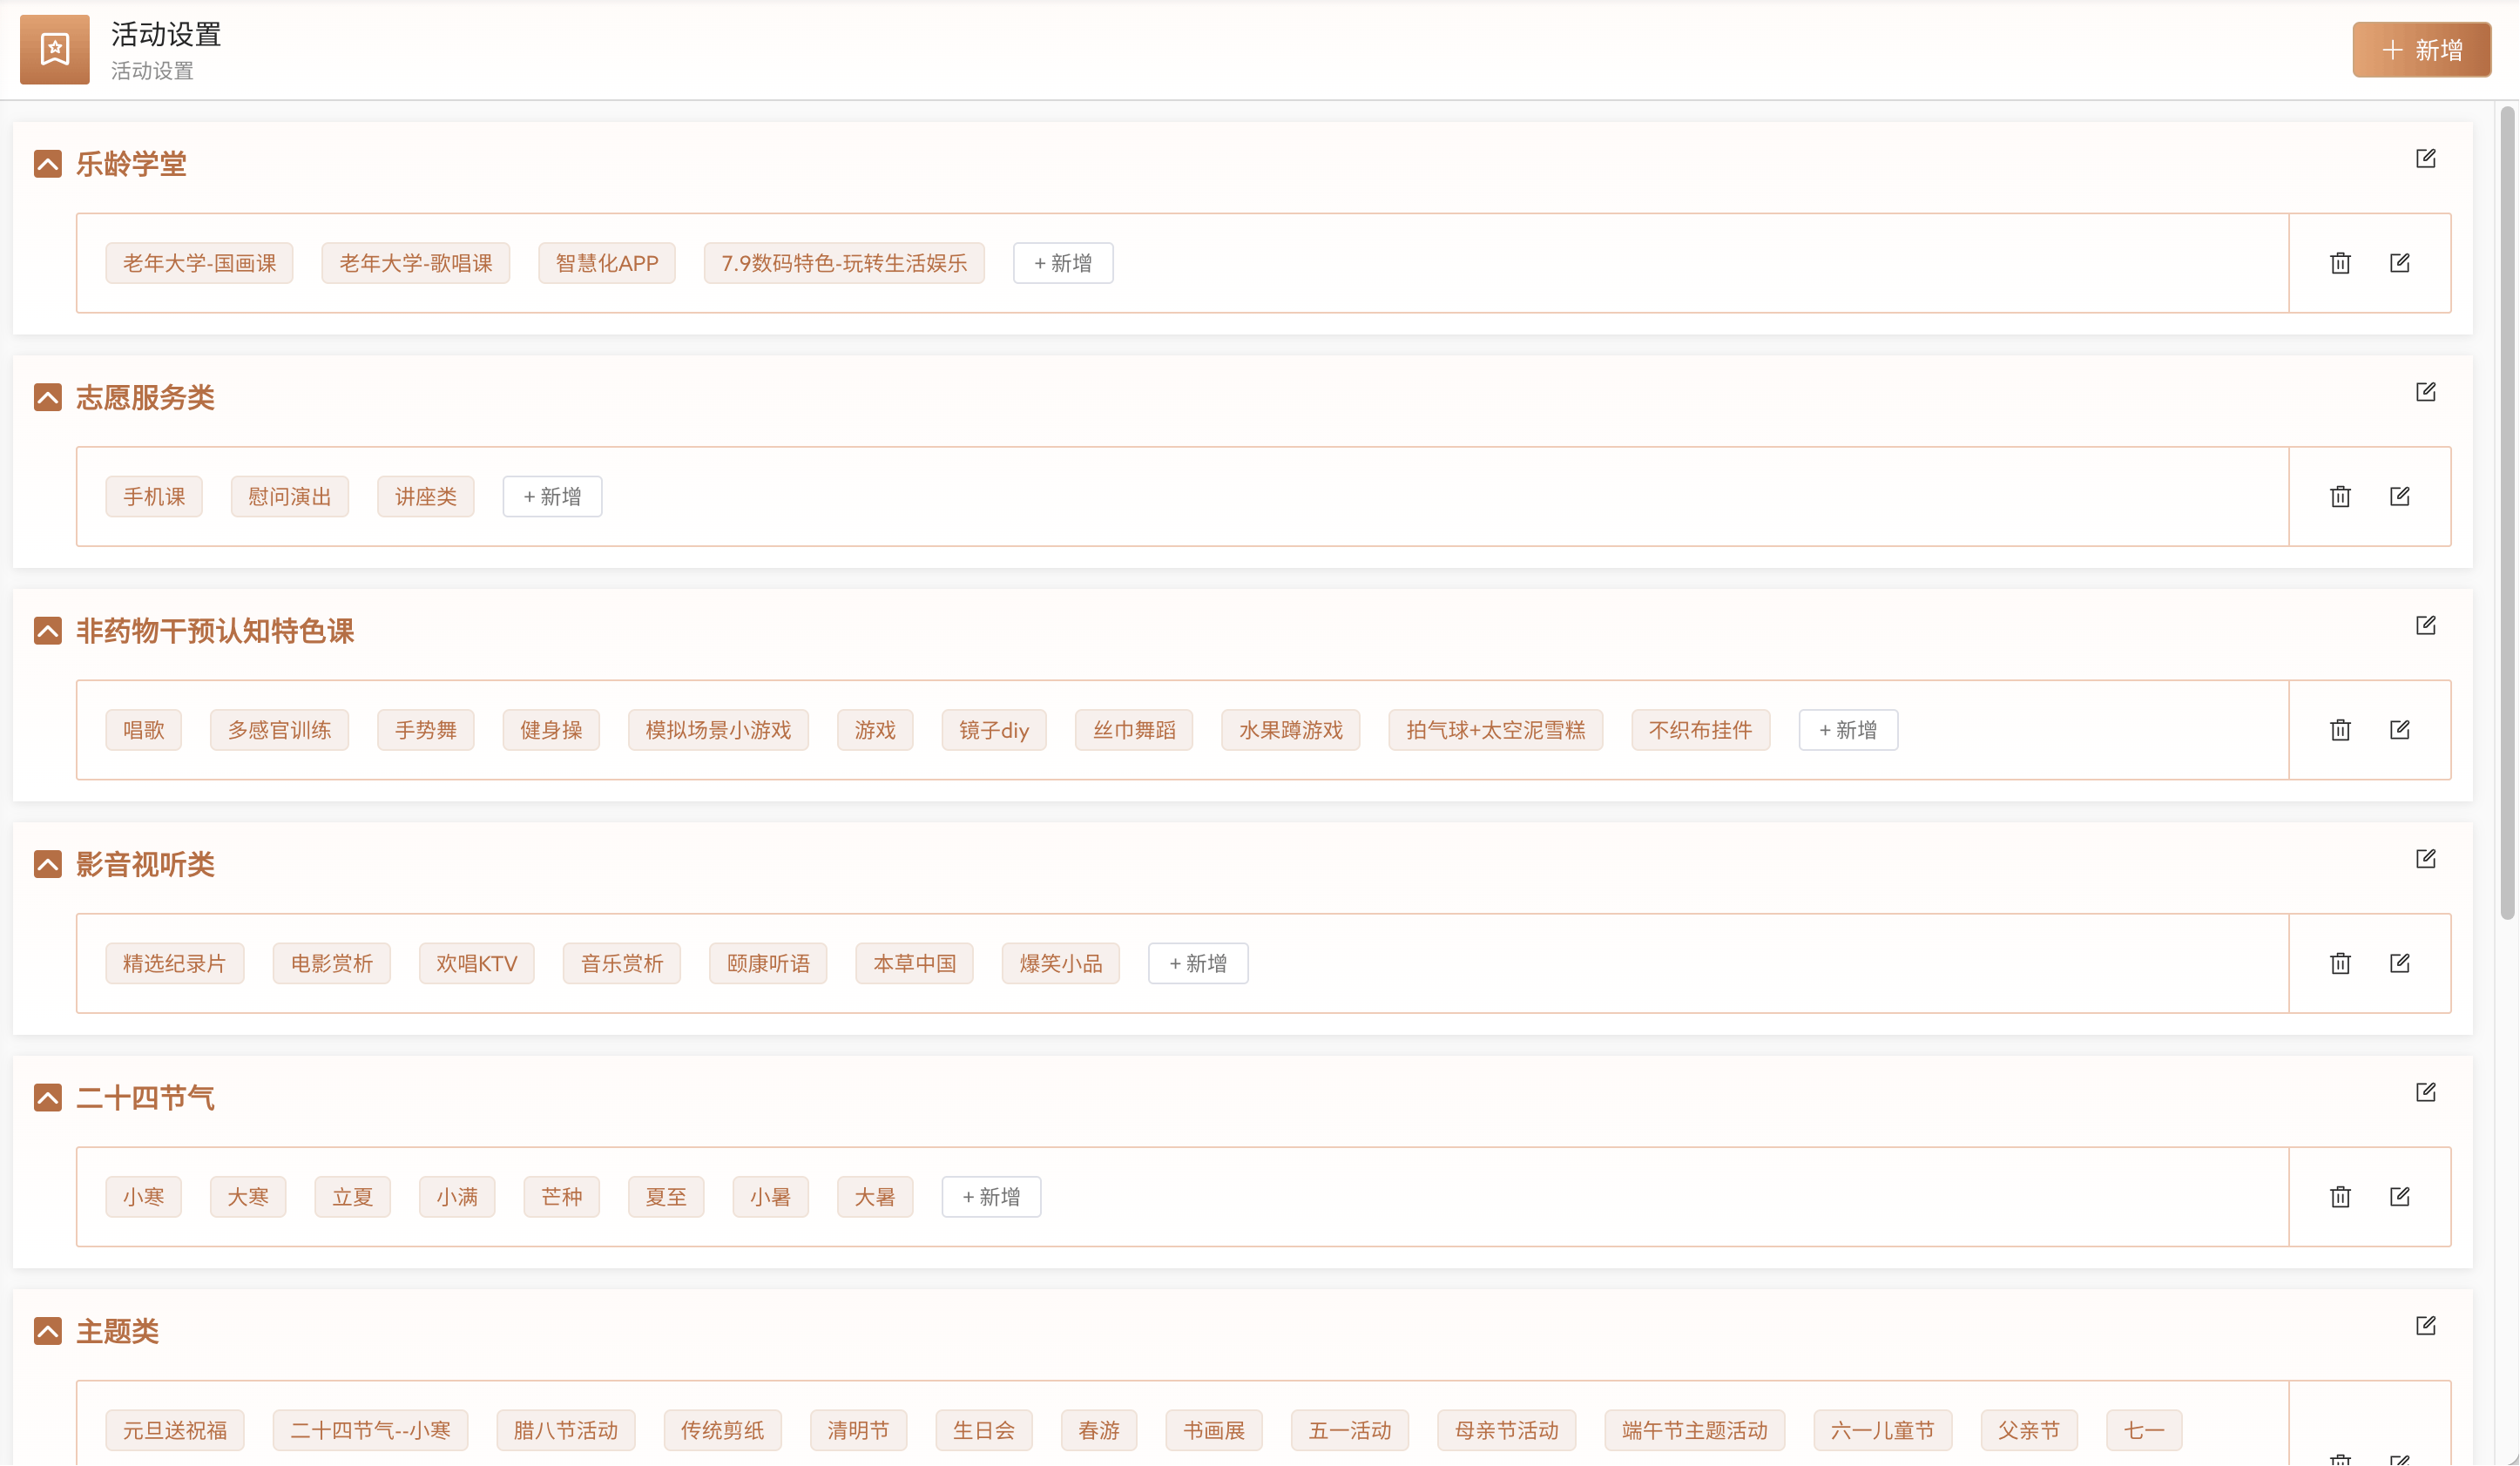 活动设置
活动设置
+ 新增
乐龄学堂
老年大学-国画课 老年大学-歌唱课 智慧化APP 7.9数码特色-玩转生活娱乐 + 新增
志愿服务类
手机课 慰问演出 讲座类 + 新增
非药物干预认知特色课
唱歌 多感官训练 手势舞 健身操 模拟场景小游戏 游戏 镜子diy 丝巾舞蹈 水果蹲游戏 拍气球+太空泥雪糕 不织布挂件 + 新增
影音视听类
精选纪录片 电影赏析 欢唱KTV 音乐赏析 颐康听语 本草中国 爆笑小品 + 新增
二十四节气
小寒 大寒 立夏 小满 芒种 夏至 小暑 大暑 + 新增
主题类
元旦送祝福 二十四节气--小寒 腊八节活动 传统剪纸 清明节 生日会 春游 书画展 五一活动 母亲节活动 端午节主题活动 六一儿童节 父亲节 七一